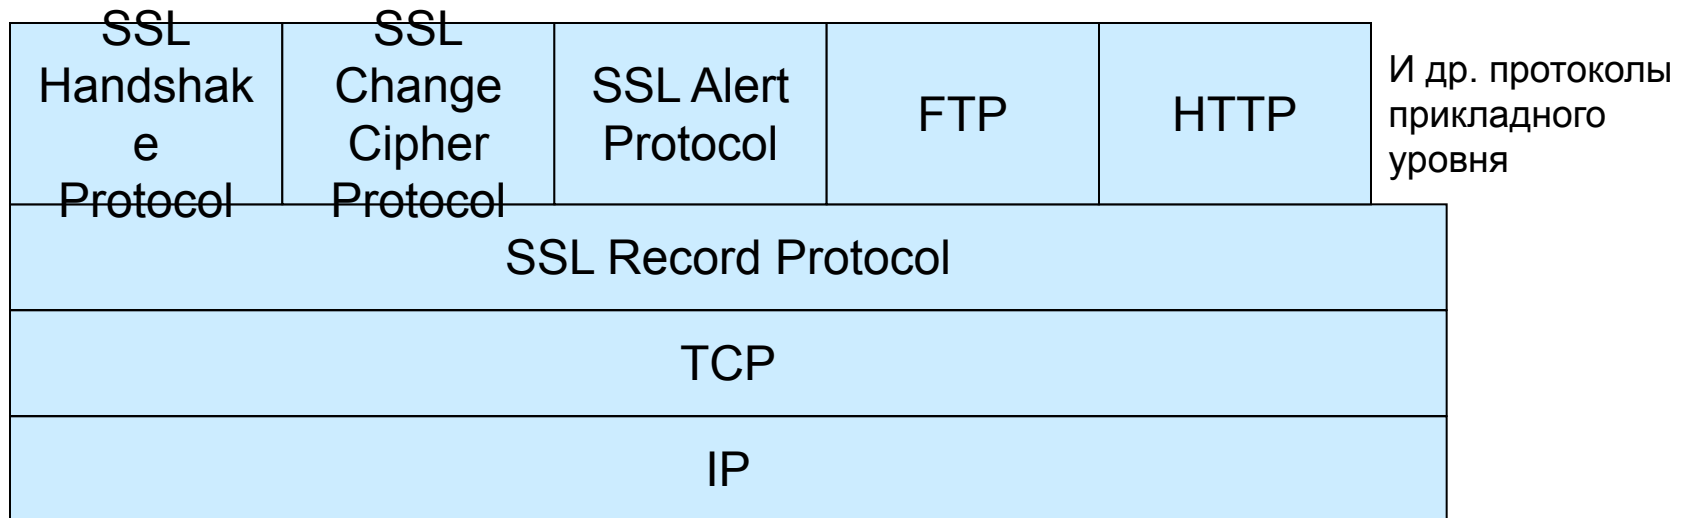 SSL
Handshak
e
Protocol
SSL
Change
Cipher
Protocol
SSL Alert
Protocol
FTP
HTTP
И др. протоколы
прикладного
уровня
SSL Record Protocol
TCP
IP